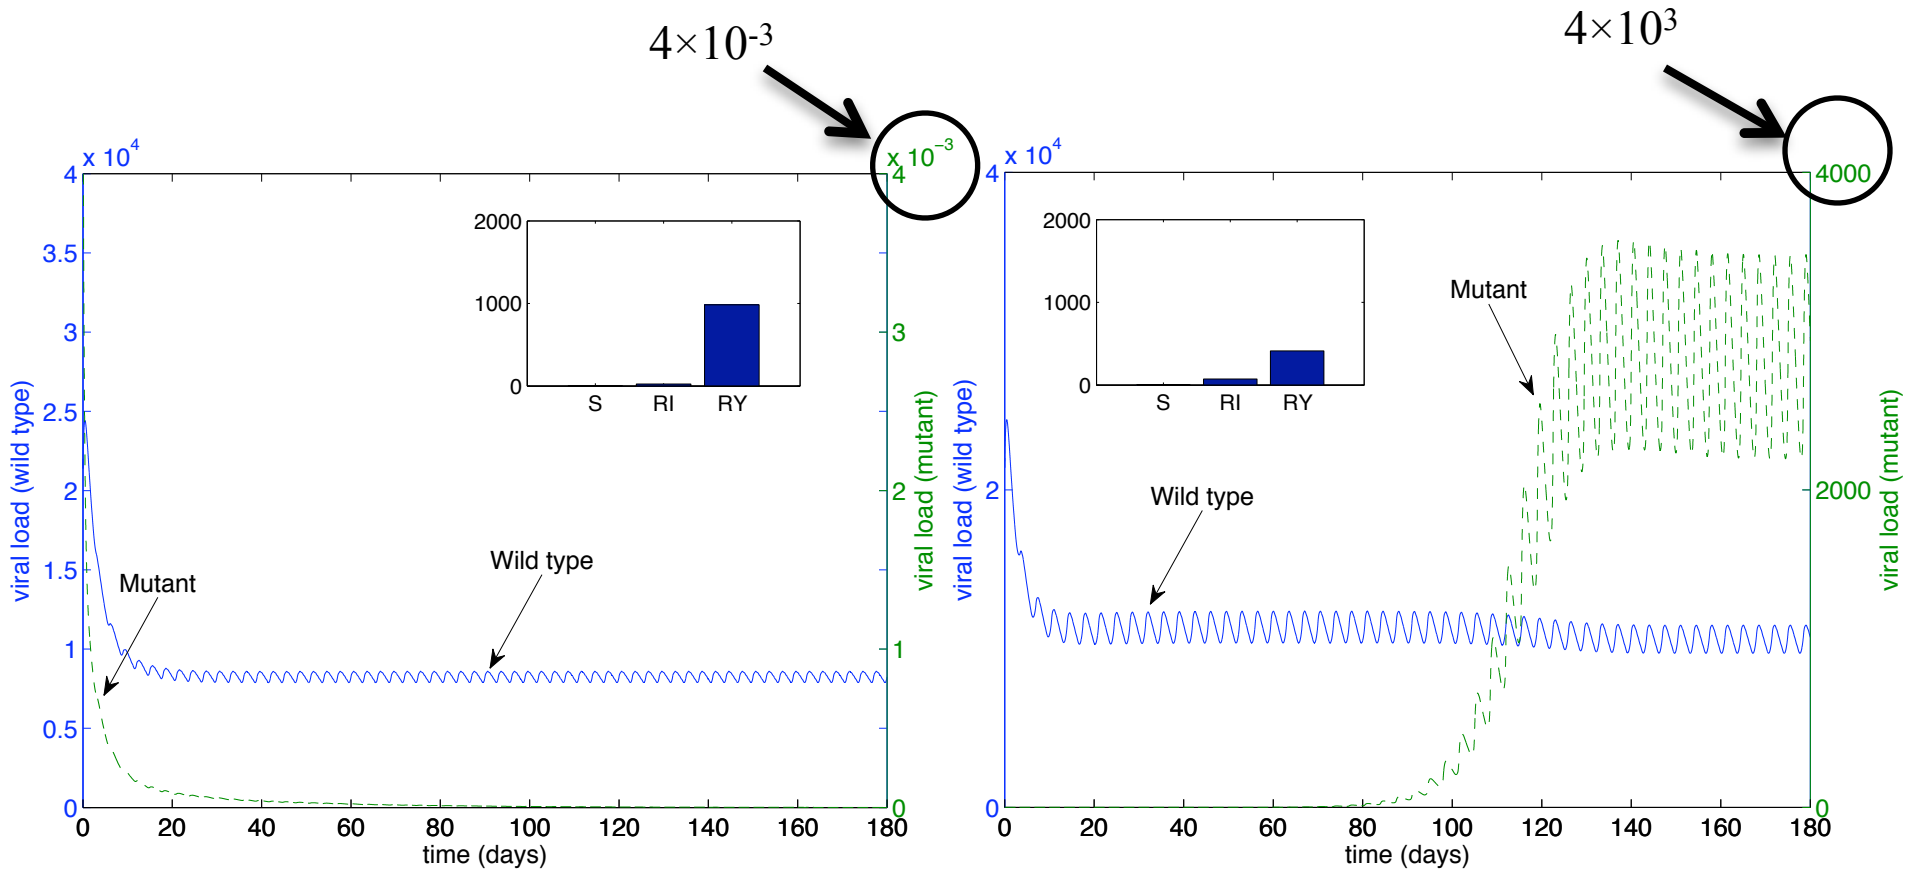 4×10-3
4×103
x 104
x 10−3
4
3.5
3
2.5
2
1.5
1
0.5
0
4
3
2
1
0
viral load (wild type)
viral load (mutant)
2000
1000
0
S RI RY
Mutant
Wild type
0 20 40 60 80 100 120 140 160 180
time (days)
x 104
4
2
0
4000
2000
0
viral load (wild type)
viral load (mutant)
2000
1000
0
S RI RY
Mutant
Wild type
0 20 40 60 80 100 120 140 160 180
time (days)